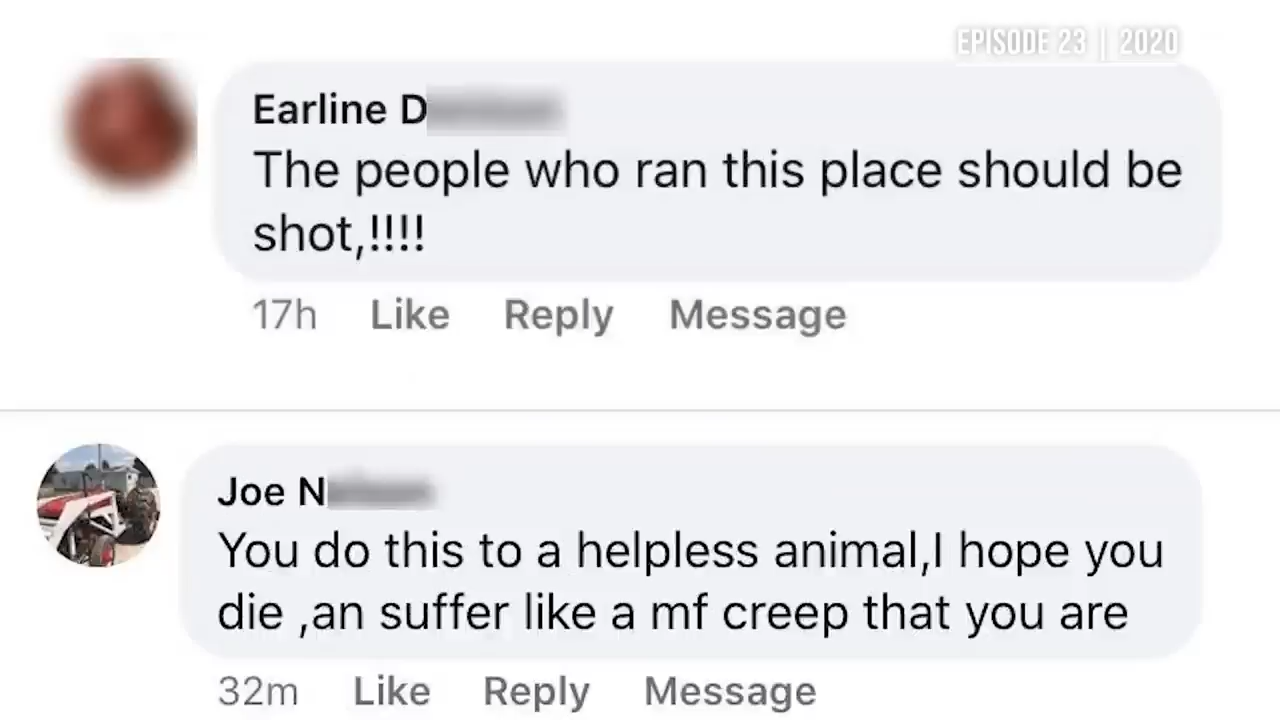 EPISODE 23 | 2020
Earline D
The people who ran this place should be
shot,!!!!
17h Like Reply Message
Joe N
You do this to a helpless animal,I hope you
die ,an suffer like a mf creep that you are
32m Like Reply Message